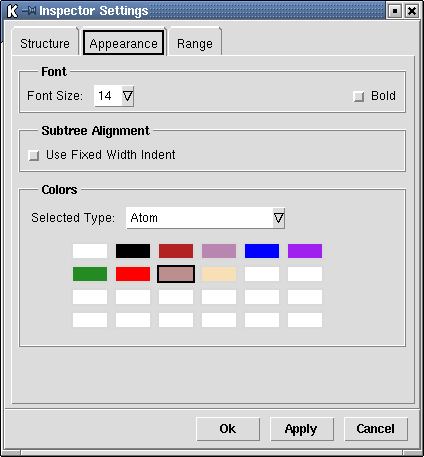 Inspector Settings
Structure Appearance Range
Font
Font Size: 14 Bold
Subtree Alignment
Use Fixed Width Indent
Colors
Selected Type: Atom
Ok Apply Cancel